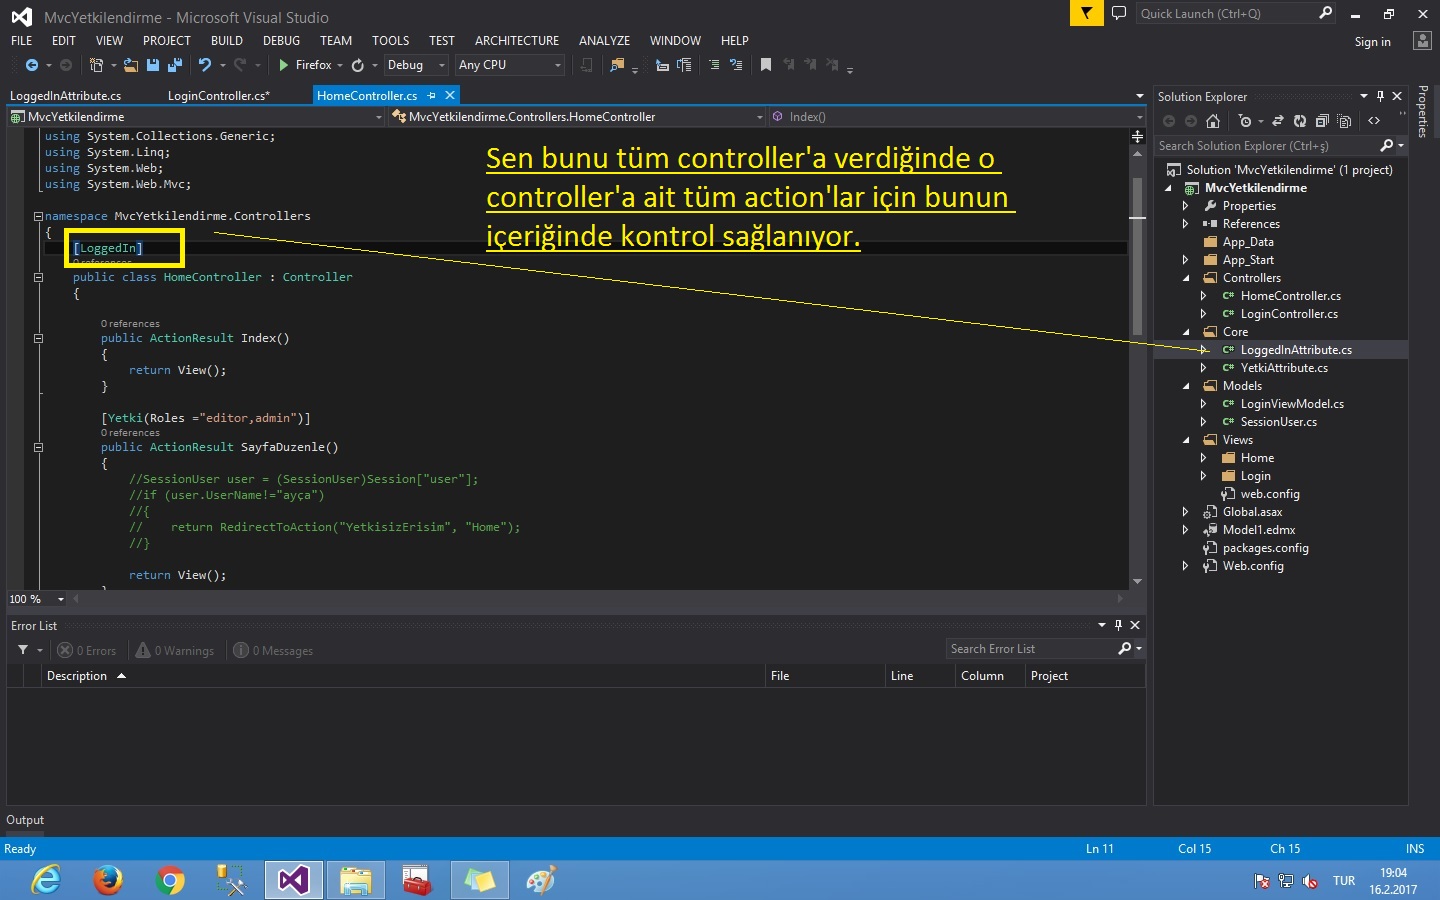 MvcYetkilendirme - Microsoft Visual Studio
Quick Launch (Ctrl+Q)
FILE EDIT VIEW PROJECT BUILD DEBUG TEAM TOOLS TEST ARCHITECTURE ANALYZE WINDOW HELP
Sign in
Firefox Debug Any CPU
LoggedInAttribute.cs LoginController.cs* HomeController.cs
MvcYetkilendirme MvcYetkilendirme.Controllers.HomeController Index()
using System.Collections.Generic;
using System.Linq;
using System.Web;
using System.Web.Mvc;
namespace MvcYetkilendirme.Controllers
{
[LoggedIn]
0 references
public class HomeController : Controller
{
0 references
public ActionResult Index()
{
return View();
}
[Yetki(Roles ="editor,admin")]
0 references
public ActionResult SayfaDuzenle()
{
//SessionUser user = (SessionUser)Session["user"];
//if (user.UserName!="ayça")
//{
//    return RedirectToAction("YetkisizErisim", "Home");
//}
return View();
Sen bunu tüm controller'a verdiğinde o
controller'a ait tüm action'lar için bunun
içeriğinde kontrol sağlanıyor.
100 %
Solution Explorer
Search Solution Explorer (Ctrl+ş)
Solution 'MvcYetkilendirme' (1 project)
MvcYetkilendirme
Properties
References
App_Data
App_Start
Controllers
C# HomeController.cs
C# LoginController.cs
Core
C# LoggedInAttribute.cs
C# YetkiAttribute.cs
Models
C# LoginViewModel.cs
C# SessionUser.cs
Views
Home
Login
web.config
Global.asax
Model1.edmx
packages.config
Web.config
Properties
Error List
0 Errors 0 Warnings 0 Messages
Search Error List
Description File Line Column Project
Output
Ready Ln 11 Col 15 Ch 15 INS
TUR
19:04
16.2.2017